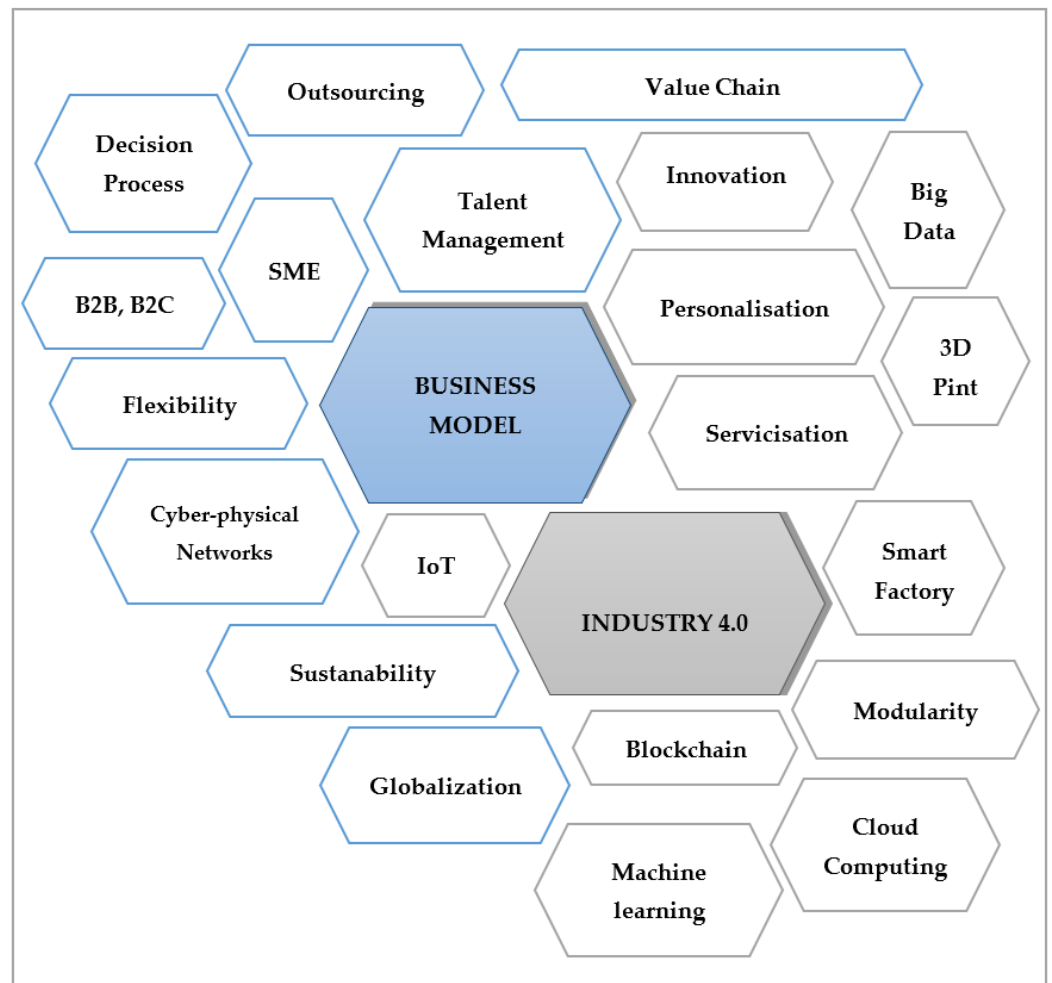 Outsourcing
Value Chain
Decision
Process
Talent
Management
Innovation
Big
Data
SME
B2B, B2C
Personalisation
3D
Pint
BUSINESS
MODEL
Flexibility
Servicisation
Cyber-physical
Networks
IoT
Smart
Factory
INDUSTRY 4.0
Sustanability
Modularity
Blockchain
Globalization
Cloud
Computing
Machine
learning